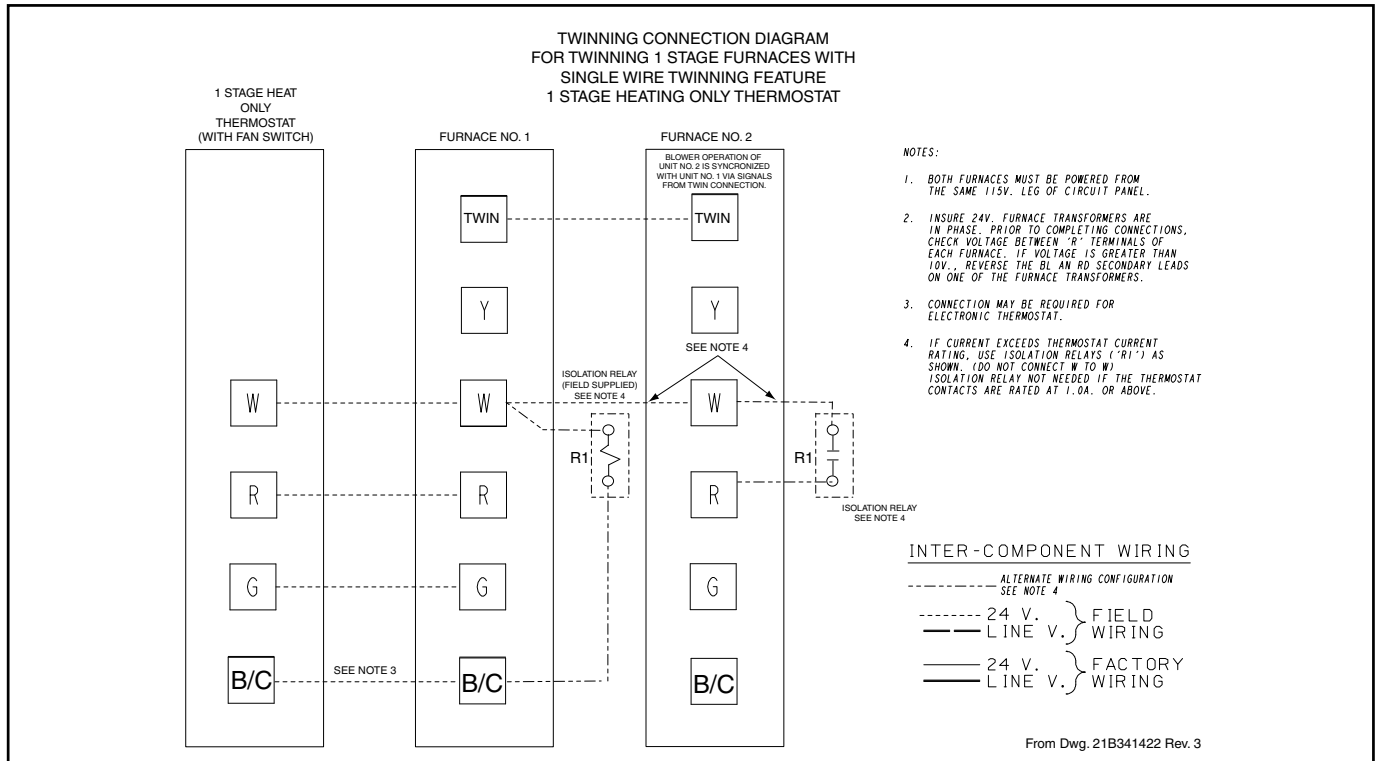 TWINNING CONNECTION DIAGRAM
FOR TWINNING 1 STAGE FURNACES WITH
SINGLE WIRE TWINNING FEATURE
1 STAGE HEATING ONLY THERMOSTAT
1 STAGE HEAT
ONLY
THERMOSTAT
(WITH FAN SWITCH)
W
R
G
B/C
SEE NOTE 3
FURNACE NO. 1
TWIN
Y
W
R
G
B/C
ISOLATION RELAY
(FIELD SUPPLIED)
SEE NOTE 4
R1
FURNACE NO. 2
BLOWER OPERATION OF
UNIT NO. 2 IS SYNCRONIZED
WITH UNIT NO. 1 VIA SIGNALS
FROM TWIN CONNECTION.
TWIN
Y
SEE NOTE 4
W
R
G
B/C
R1
ISOLATION RELAY
SEE NOTE 4
NOTES:
1. BOTH FURNACES MUST BE POWERED FROM
THE SAME 115V. LEG OF CIRCUIT PANEL.
2. INSURE 24V. FURNACE TRANSFORMERS ARE
IN PHASE. PRIOR TO COMPLETING CONNECTIONS,
CHECK VOLTAGE BETWEEN 'R' TERMINALS OF
EACH FURNACE. IF VOLTAGE IS GREATER THAN
10V., REVERSE THE BL AN RD SECONDARY LEADS
ON ONE OF THE FURNACE TRANSFORMERS.
3. CONNECTION MAY BE REQUIRED FOR
ELECTRONIC THERMOSTAT.
4. IF CURRENT EXCEEDS THERMOSTAT CURRENT
RATING, USE ISOLATION RELAYS ('R1') AS
SHOWN. (DO NOT CONNECT W TO W)
ISOLATION RELAY NOT NEEDED IF THE THERMOSTAT
CONTACTS ARE RATED AT 1.0A. OR ABOVE.
INTER-COMPONENT WIRING
ALTERNATE WIRING CONFIGURATION
SEE NOTE 4
24 V. FIELD
LINE V. WIRING
24 V. FACTORY
LINE V. WIRING
From Dwg. 21B341422 Rev. 3